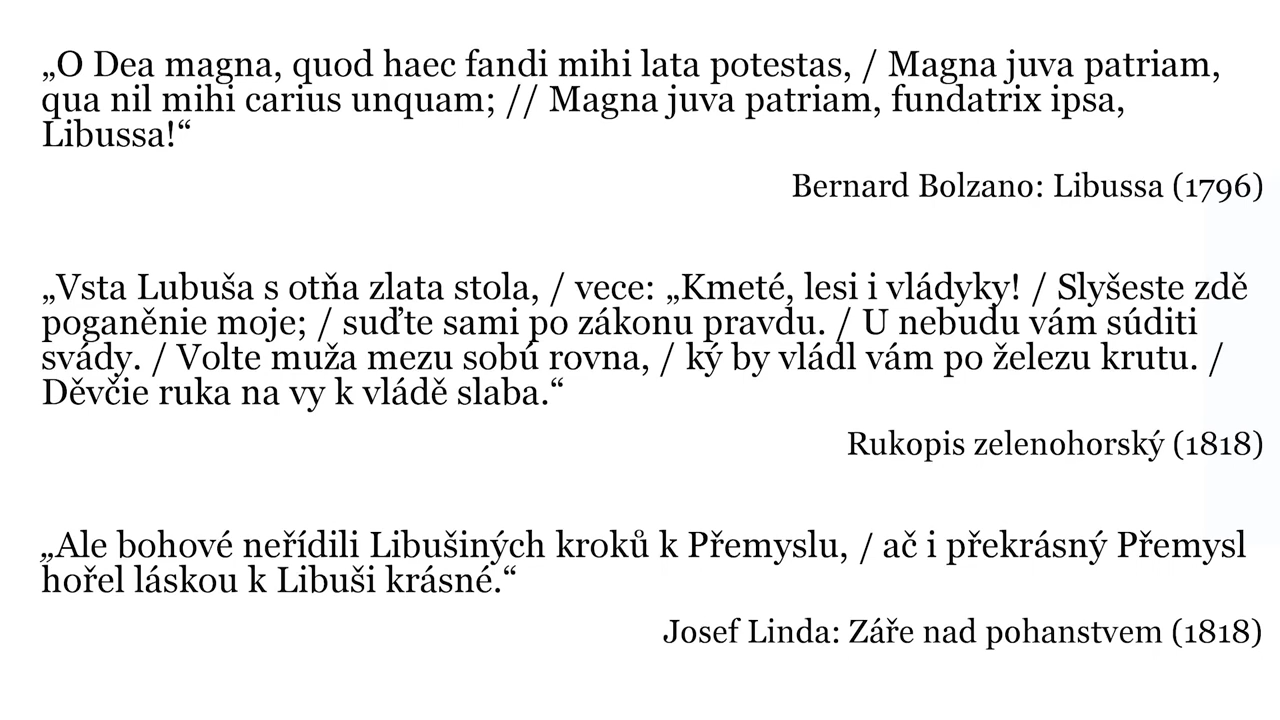 „O Dea magna, quod haec fandi mihi lata potestas, / Magna juva patriam,
qua nil mihi carius unquam; // Magna juva patriam, fundatrix ipsa,
Libussa!“
Bernard Bolzano: Libussa (1796)
„Vsta Lubuša s otňa zlata stola, / vece: „Kmeté, lesi i vládyky! / Slyšeste zdě
poganěnie moje; / suďte sami po zákonu pravdu. / U nebudu vám súditi
svády. / Volte muža mezu sobú rovna, / ký by vládl vám po železu krutu. /
Děvčie ruka na vy k vládě slaba.“
Rukopis zelenohorský (1818)
„Ale bohové neřídili Libušiných kroků k Přemyslu, / ač i překrásný Přemysl
hořel láskou k Libuši krásné.“
Josef Linda: Záře nad pohanstvem (1818)